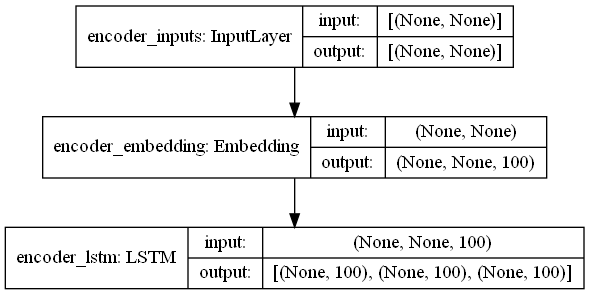 encoder_inputs: InputLayer
input:
[(None, None)]
output:
[(None, None)]
encoder_embedding: Embedding
input:
(None, None)
output:
(None, None, 100)
encoder_lstm: LSTM
input:
(None, None, 100)
output:
[(None, 100), (None, 100), (None, 100)]